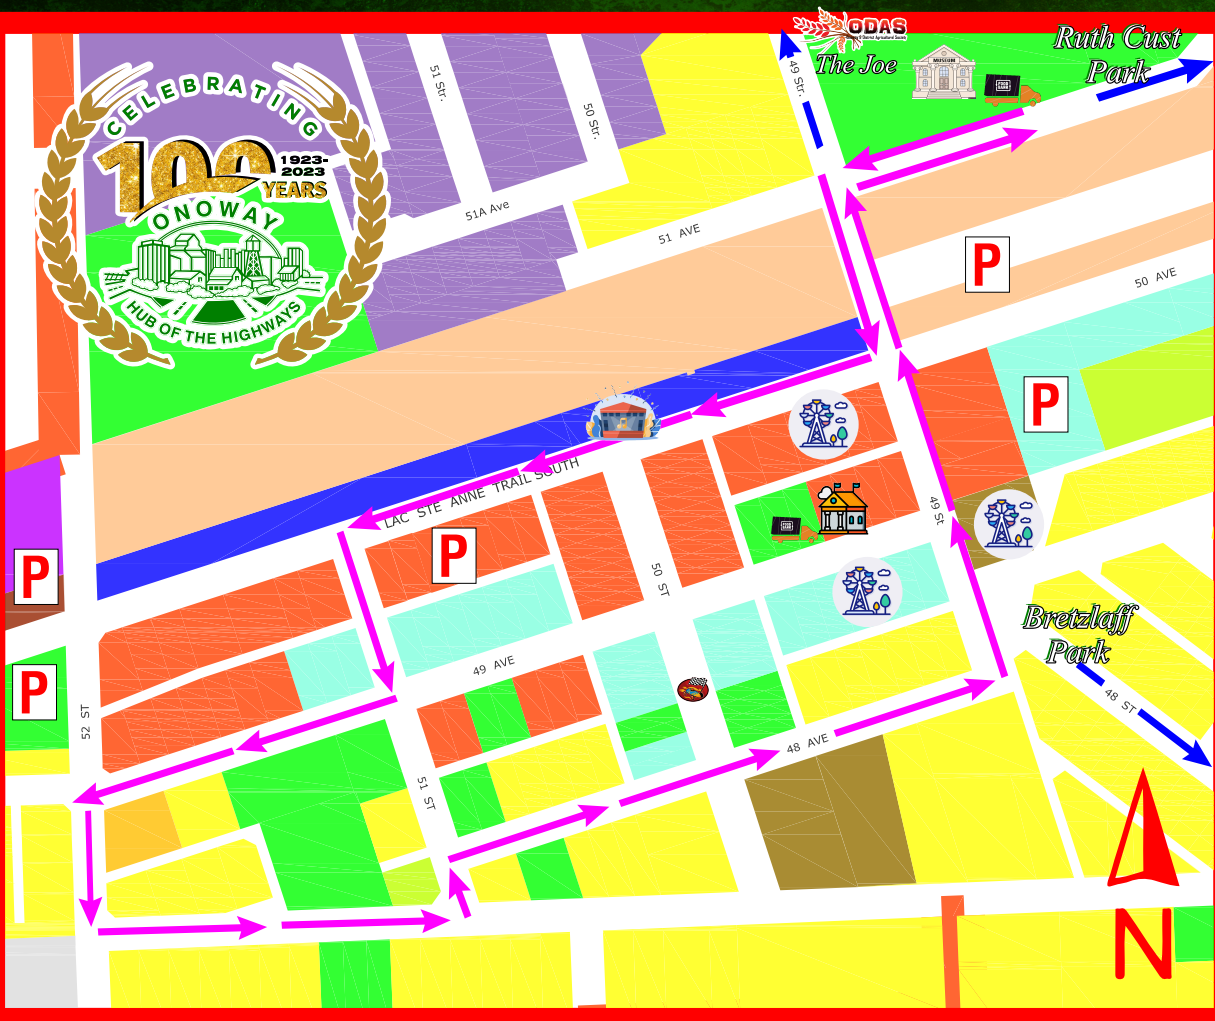 ODAS
The Joe
Ruth Cust
Park
MUSEUM
FOOD
BANK
49 Str.
51 Str.
50 Str.
CELEBRATING
100
1923-
2023
YEARS
ONOWAY
HUB OF THE HIGHWAYS
51A Ave
51 AVE
P
50 AVE
P
LAC STE ANNE TRAIL SOUTH
P
49 St.
P
50 ST
Bretzlaff
Park
49 AVE
P
52 ST
48 ST
48 AVE
51 ST
N